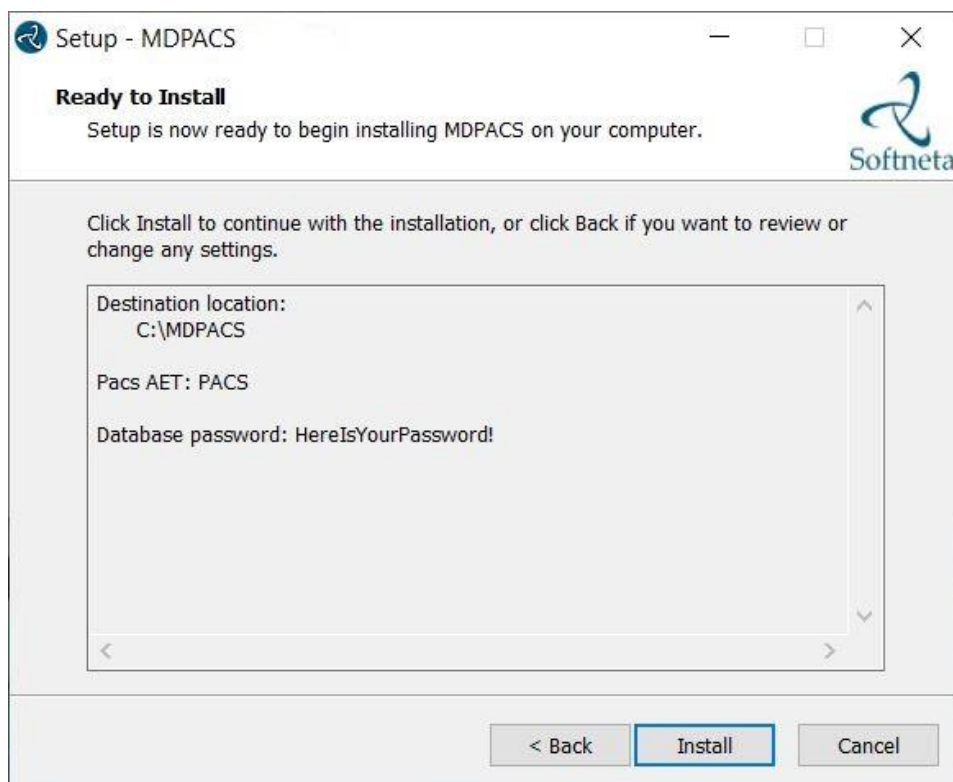 Setup - MDPACS
Ready to Install
Setup is now ready to begin installing MDPACS on your computer.
Softneta
Click Install to continue with the installation, or click Back if you want to review or
change any settings.
Destination location:
C:\MDPACS
Pacs AET: PACS
Database password: HereIsYourPassword!
< Back
Install
Cancel